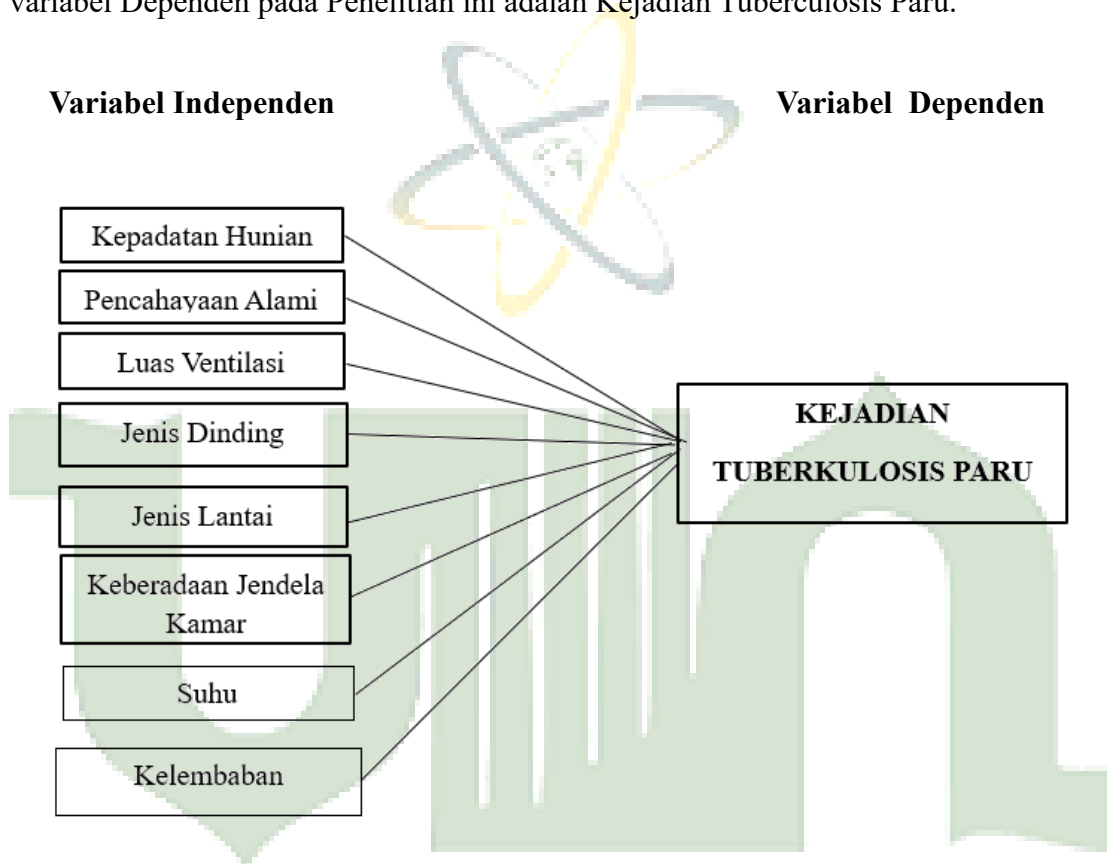 Variabel Dependen pada Penelitian ini adalah Kejadian Tuberculosis Paru.
Variabel Independen
Variabel Dependen
Kepadatan Hunian
Pencahayaan Alami
Luas Ventilasi
Jenis Dinding
Jenis Lantai
Keberadaan Jendela
Kamar
Suhu
Kelembaban
KEJADIAN
TUBERKULOSIS PARU